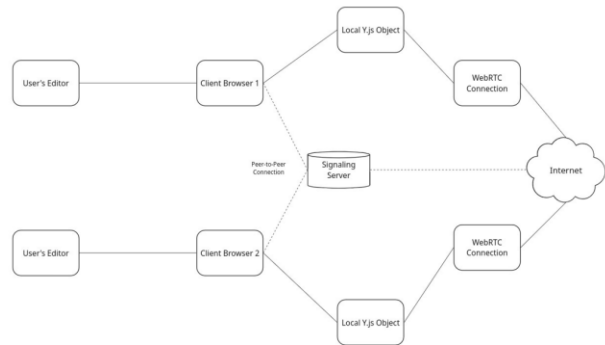 Local Y.js Object
User's Editor
Client Browser 1
WebRTC
Connection
Peer-to-Peer
Connection
Signaling
Server
Internet
User's Editor
Client Browser 2
WebRTC
Connection
Local Y.js Object